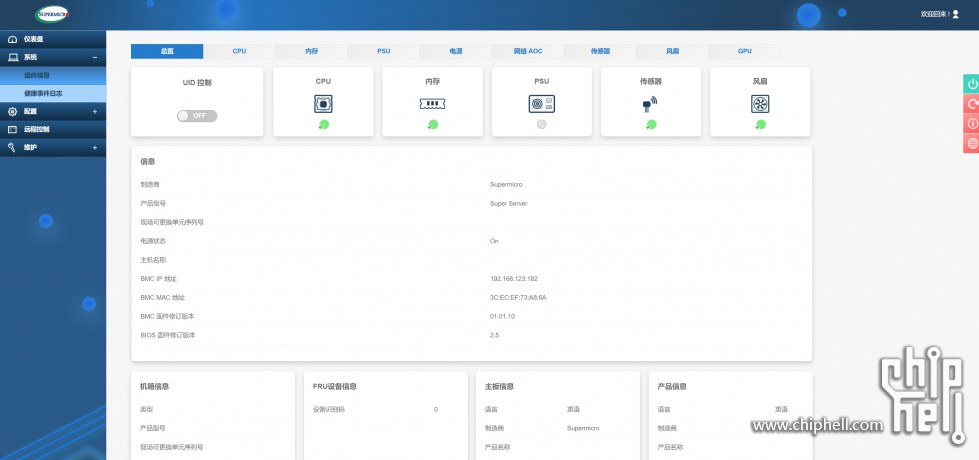 SUPERMICR
欢迎回来！
仪表盘
系统
组件信息
健康事件日志
配置
远程控制
维护
总览 CPU 内存 PSU 电源 网络 AOC 传感器 风扇 GPU
UID 控制
OFF
CPU
内存
PSU
传感器
风扇
信息
制造商 Supermicro
产品型号 Super Server
现场可更换单元序列号
电源状态 On
主机名称
BMC IP 地址 192.168.123.182
BMC MAC 地址 3C:EC:EF:73:A8:6A
BMC 固件修订版本 01.01.10
BIOS 固件修订版本 2.5
机箱信息
类型
产品型号
现场可更换单元序列号
FRU设备信息
设备识别码 0
主板信息
语言 英语
制造商 Supermicro
产品名称
产品信息
语言 英语
制造商
产品名称
chip
hell
www.chiphell.com